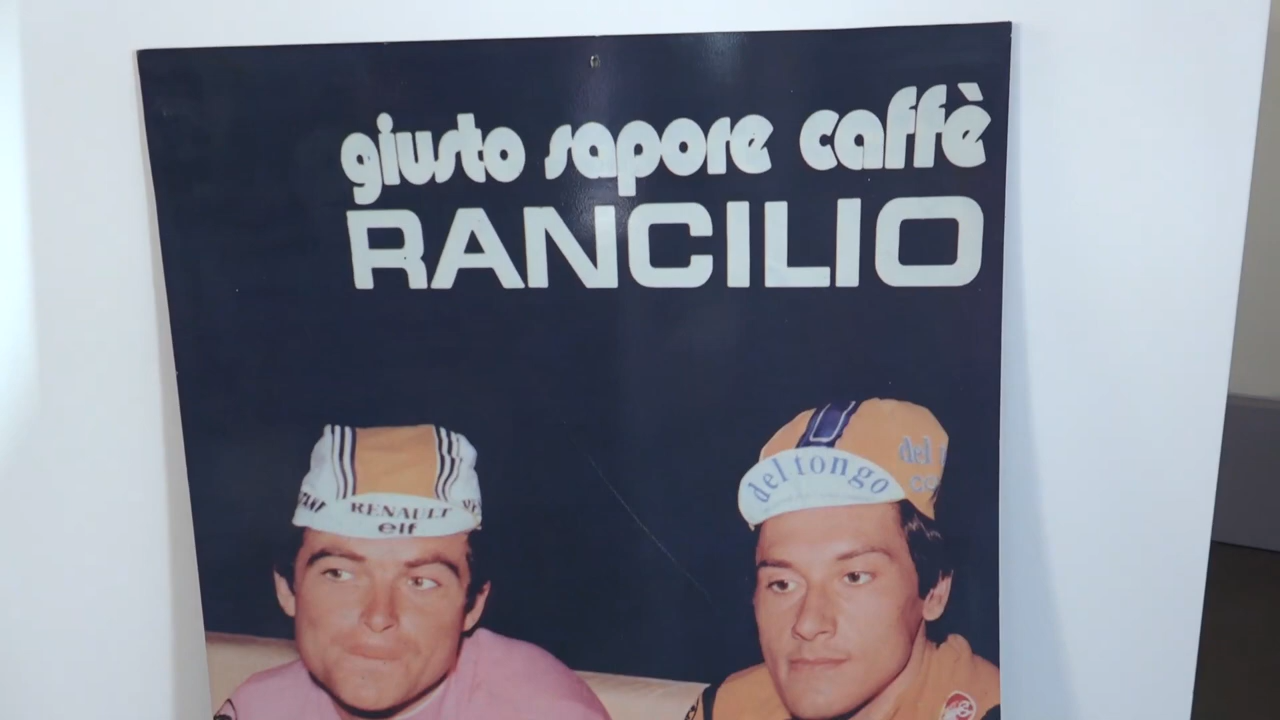 giusto sapore caffè
RANCILIO
RENAULT
elf
del tongo
del